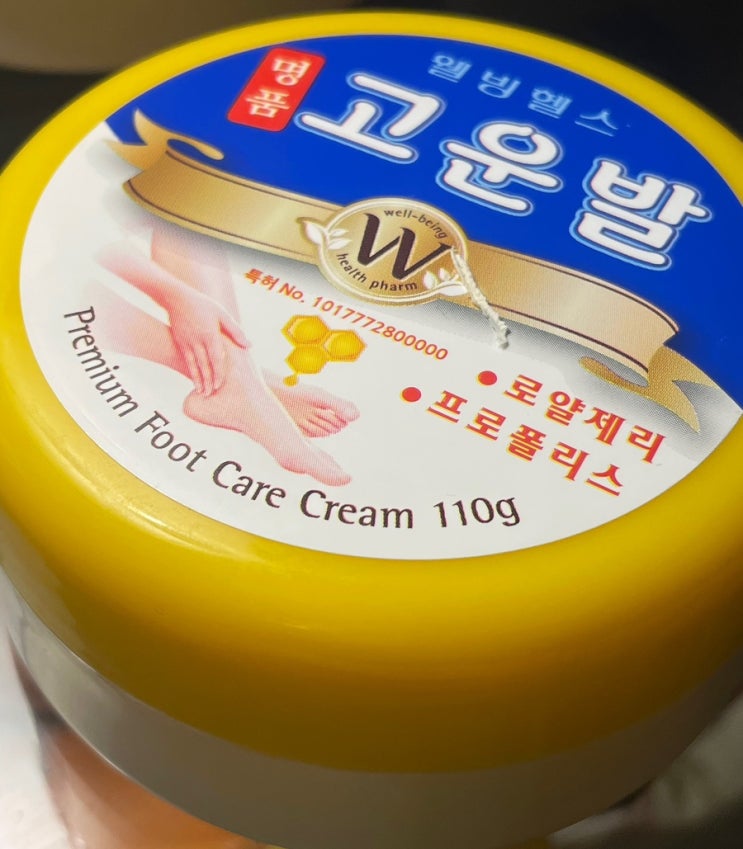 웰빙헬스
명품
고운발
well-being
W
health pharm
특허 No. 1017772800000
• 로얄제리
• 프로폴리스
Premium Foot Care Cream 110g